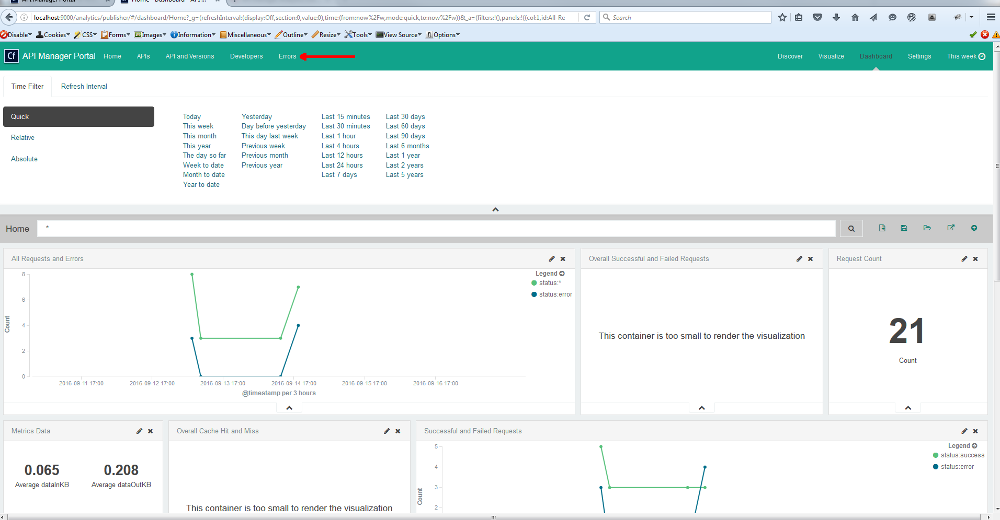 API Manager Portal
Home - Dashboard - API ...
localhost:9000/analytics/publisher/#/dashboard/Home?_g=(refreshInterval:(display:Off,section:0,value:0),time:(from:now%2Fw,mode:quick,to:now%2Fw))&_a=(filters:!(),panels:!((col:1,id:All-Re
Search
Disable Cookies CSS Forms Images Information Miscellaneous Outline Resize Tools View Source Options
Cf API Manager Portal Home APIs API and Versions Developers Errors Discover Visualize Dashboard Settings This week
Time Filter Refresh Interval
Quick
Relative
Absolute
Today Yesterday Last 15 minutes Last 30 days
This week Day before yesterday Last 30 minutes Last 60 days
This month This day last week Last 1 hour Last 90 days
This year Previous week Last 4 hours Last 6 months
The day so far Previous month Last 12 hours Last 1 year
Week to date Previous year Last 24 hours Last 2 years
Month to date Last 7 days Last 5 years
Year to date
Home *
All Requests and Errors
Legend
status:*
status:error
8
6
4
2
0
Count
2016-09-11 17:00 2016-09-12 17:00 2016-09-13 17:00 2016-09-14 17:00 2016-09-15 17:00 2016-09-16 17:00
@timestamp per 3 hours
Overall Successful and Failed Requests
This container is too small to render the visualization
Request Count
21
Count
Metrics Data
0.065 0.208
Average dataInKB Average dataOutKB
Overall Cache Hit and Miss
This container is too small to render the visualization
Successful and Failed Requests
Legend
status:success
status:error
5
4
3
2
Count